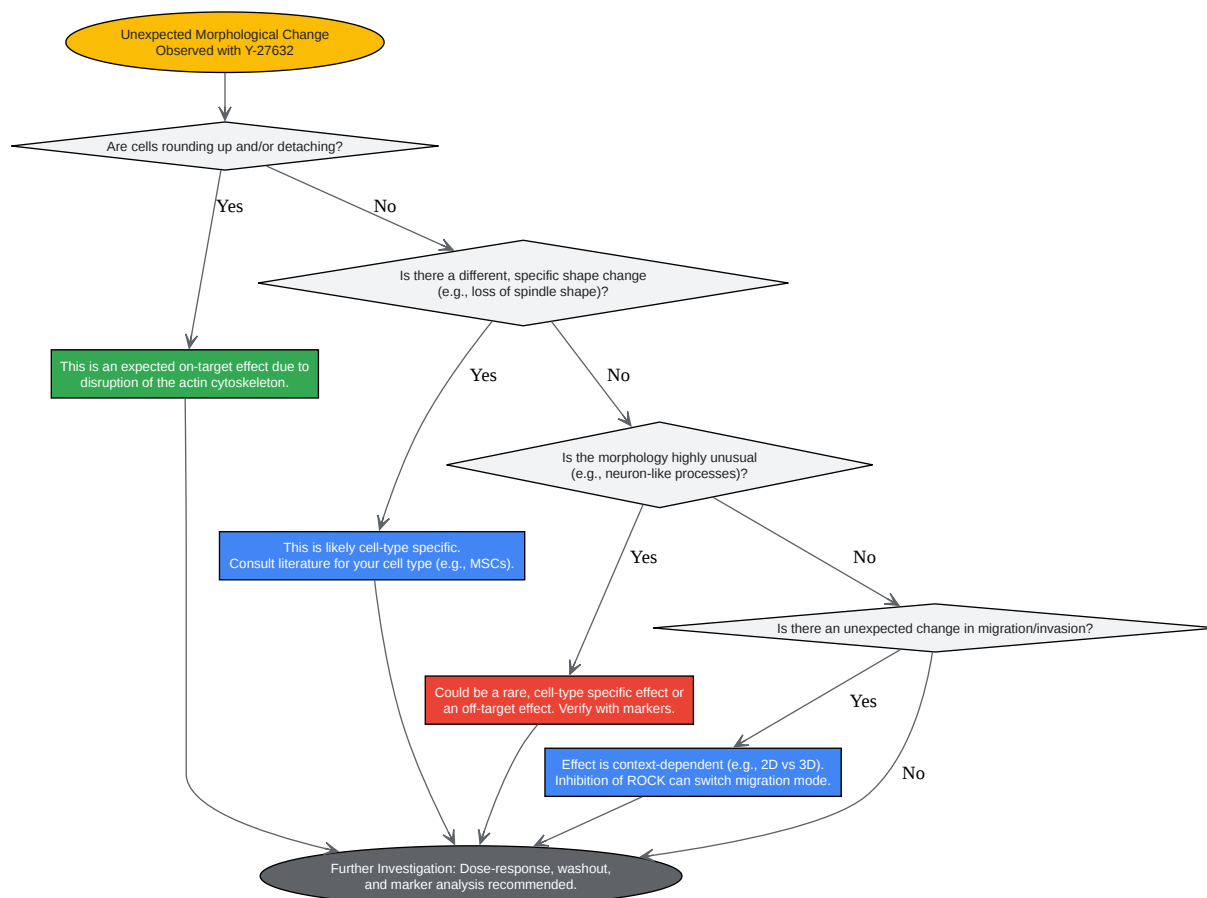 Unexpected Morphological Change
Observed with Y-27632
Are cells rounding up and/or detaching?
Yes
No
Is there a different, specific shape change
(e.g., loss of spindle shape)?
This is an expected on-target effect due to
disruption of the actin cytoskeleton.
Yes
No
Is the morphology highly unusual
(e.g., neuron-like processes)?
This is likely cell-type specific.
Consult literature for your cell type (e.g., MSCs).
Yes
No
Is there an unexpected change in migration/invasion?
Could be a rare, cell-type specific effect or
an off-target effect. Verify with markers.
Yes
No
Effect is context-dependent (e.g., 2D vs 3D).
Inhibition of ROCK can switch migration mode.
Further Investigation: Dose-response, washout,
and marker analysis recommended.